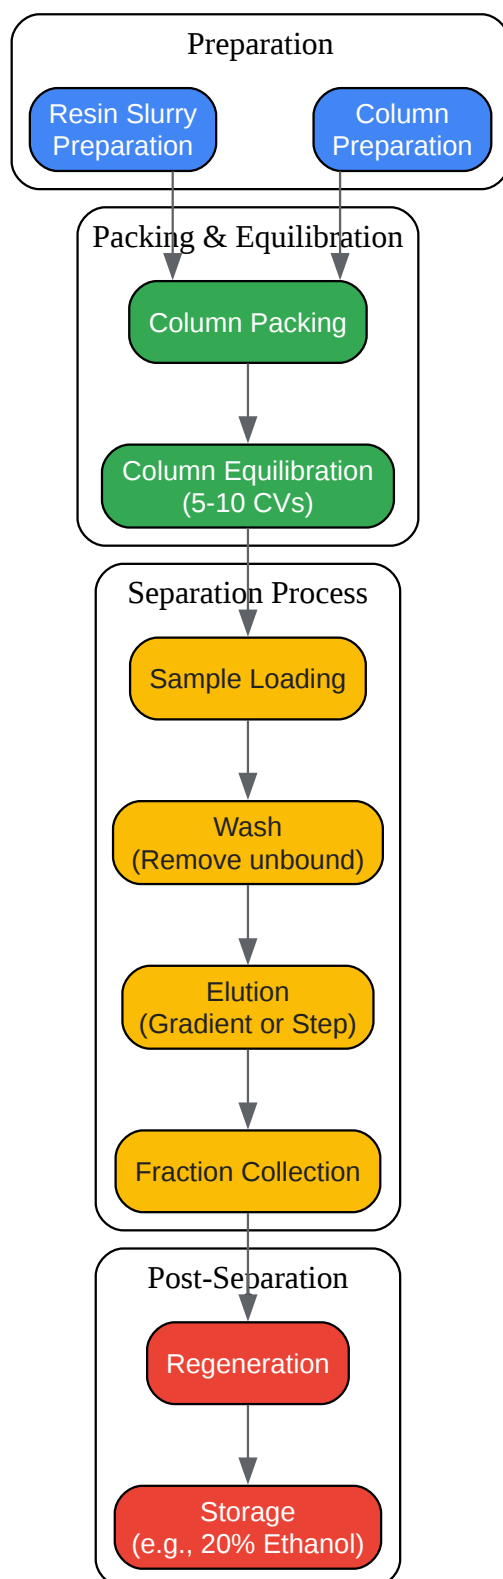 Preparation
Resin Slurry
Preparation
Column
Preparation
Packing & Equilibration
Column Packing
Column Equilibration
(5-10 CVs)
Separation Process
Sample Loading
Wash
(Remove unbound)
Elution
(Gradient or Step)
Fraction Collection
Post-Separation
Regeneration
Storage
(e.g., 20% Ethanol)